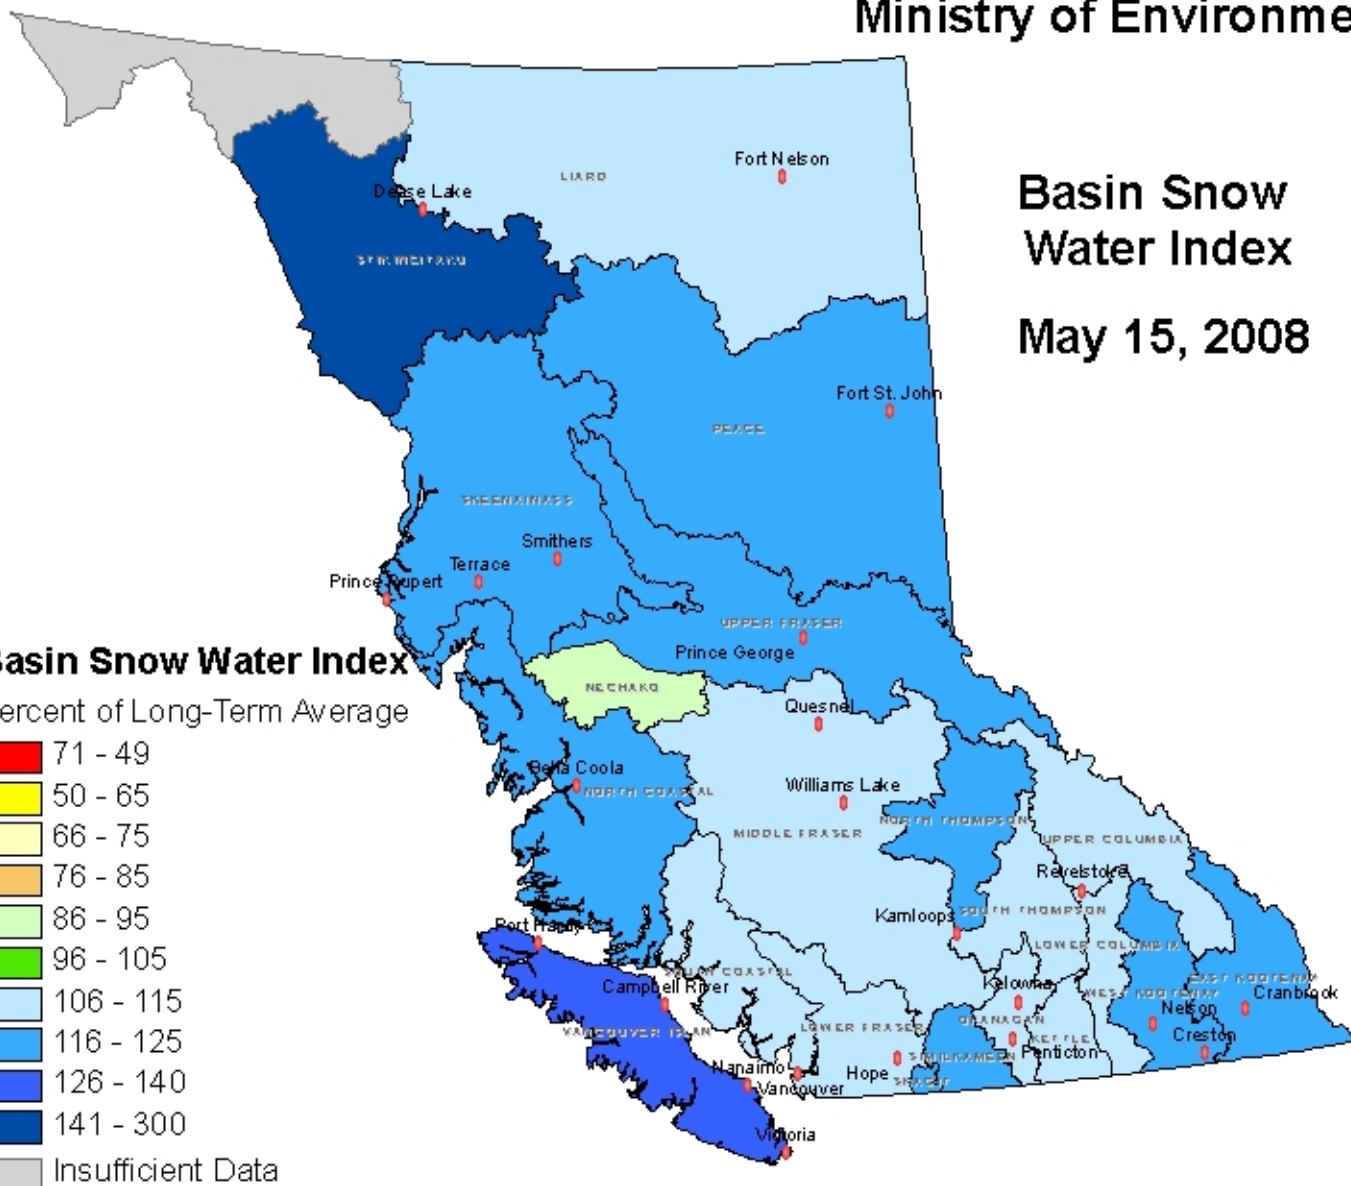 Ministry of Environme
Basin Snow
Water Index
May 15, 2008
Fort Nelson
LIARD
Dease Lake
Fort St. John
PEACE
Smithers
Terrace
Prince Rupert
UPPER FRASER
Prince George
NECHAKO
Quesnel
Bella Coola
NORTH COASTAL
Williams Lake
NORTH THOMPSON
MIDDLE FRASER
UPPER COLUMBIA
Revelstoke
Kamloops
SOUTH THOMPSON
Port Hardy
LOWER COLUMBIA
SOUTH COASTAL
EAST KOOTENAY
Campbell River
Kelowna
WEST KOOTENAY
Cranbrook
Nelson
OKANAGAN
VANCOUVER ISLAN
LOWER FRASER
Creston
KETTLE
Penticton
SIMILKAMEEN
Hope
SKAGIT
Nanaimo
Vancouver
Victoria
Basin Snow Water Index
ercent of Long-Term Average
71 - 49
50 - 65
66 - 75
76 - 85
86 - 95
96 - 105
106 - 115
116 - 125
126 - 140
141 - 300
Insufficient Data